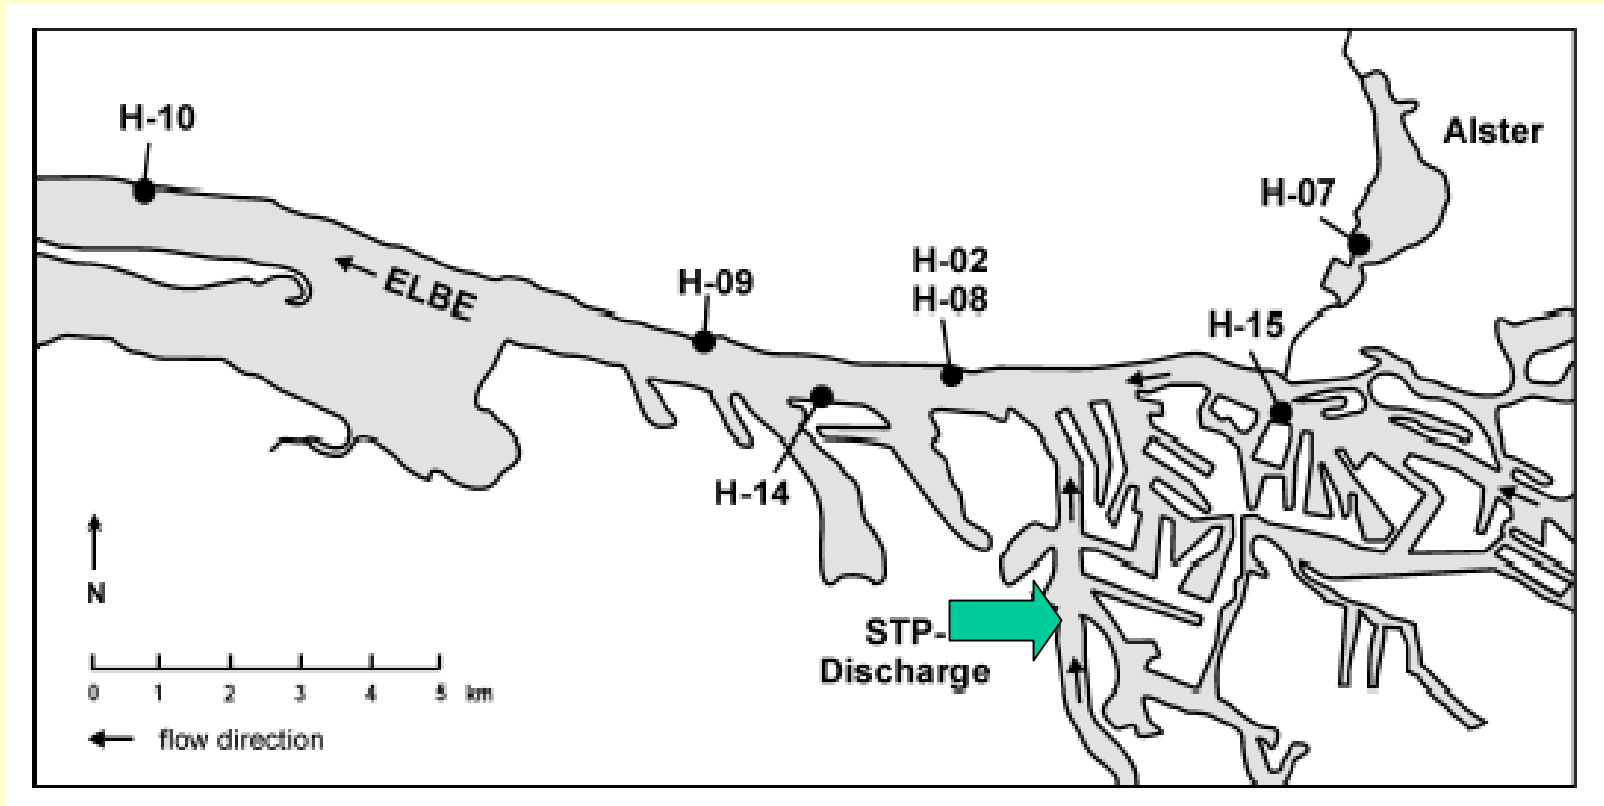 H-10
Alster
H-07
H-02
H-08
H-09
ELBE
H-15
H-14
N
STP-
Discharge
0 1 2 3 4 5 km
flow direction